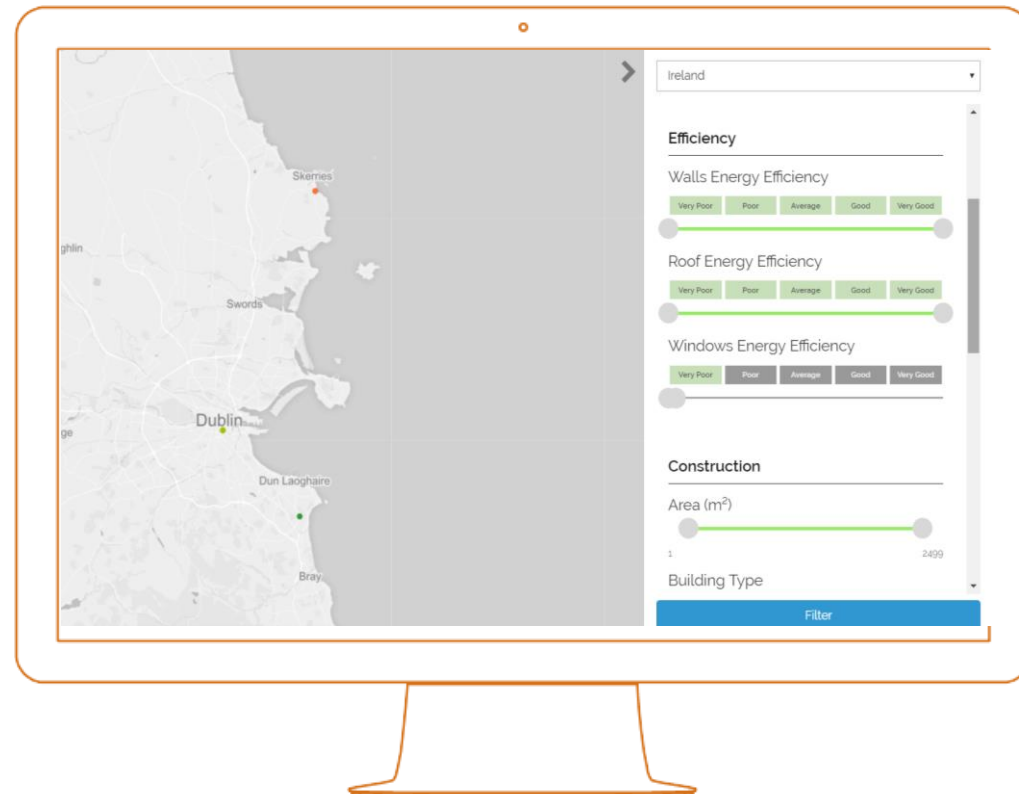 Skerries
ghlin
Swords
Dublin
ge
Dun Laoghaire
Bray
Ireland
Efficiency
Walls Energy Efficiency
Very Poor Poor Average Good Very Good
Roof Energy Efficiency
Very Poor Poor Average Good Very Good
Windows Energy Efficiency
Very Poor Poor Average Good Very Good
Construction
Area (m²)
1 2499
Building Type
Filter